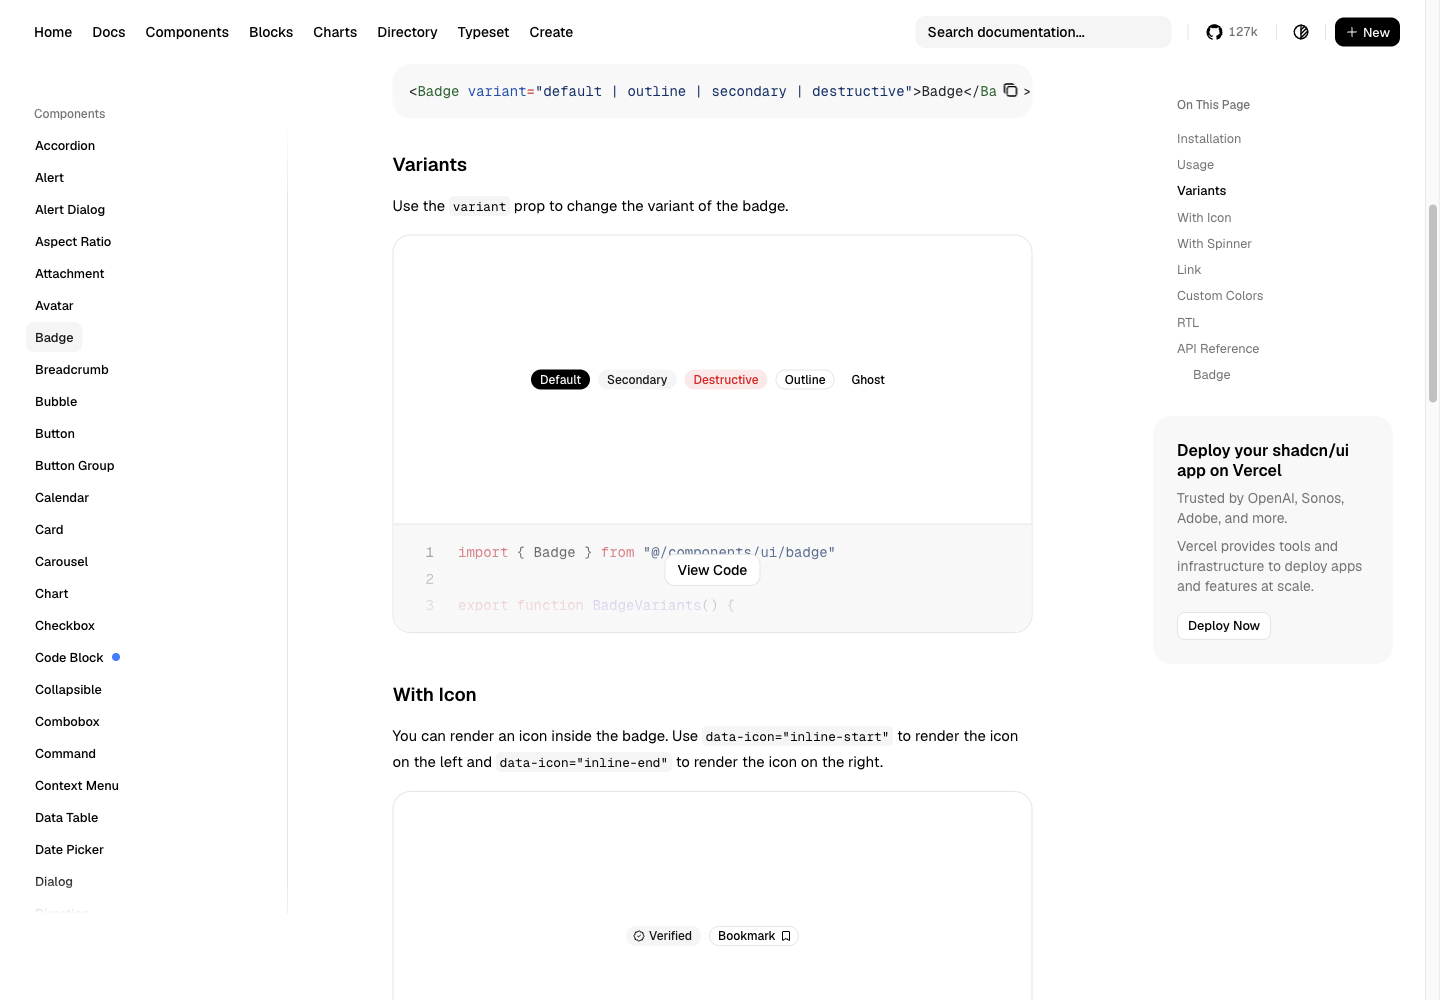 Home Docs Components Blocks Charts Directory Typeset Create Search documentation... 127k New
Components
Accordion
Alert
Alert Dialog
Aspect Ratio
Attachment
Avatar
Badge
Breadcrumb
Bubble
Button
Button Group
Calendar
Card
Carousel
Chart
Checkbox
Code Block
Collapsible
Combobox
Command
Context Menu
Data Table
Date Picker
Dialog
<Badge variant="default | outline | secondary | destructive">Badge</Ba >
Variants
Use the variant prop to change the variant of the badge.
Default Secondary Destructive Outline Ghost
1 import { Badge } from "@/components/ui/badge"
2
View Code
3 export function BadgeVariants() {
With Icon
You can render an icon inside the badge. Use data-icon="inline-start" to render the icon
on the left and data-icon="inline-end" to render the icon on the right.
Verified Bookmark
On This Page
Installation
Usage
Variants
With Icon
With Spinner
Link
Custom Colors
RTL
API Reference
Badge
Deploy your shadcn/ui
app on Vercel
Trusted by OpenAI, Sonos,
Adobe, and more.
Vercel provides tools and
infrastructure to deploy apps
and features at scale.
Deploy Now